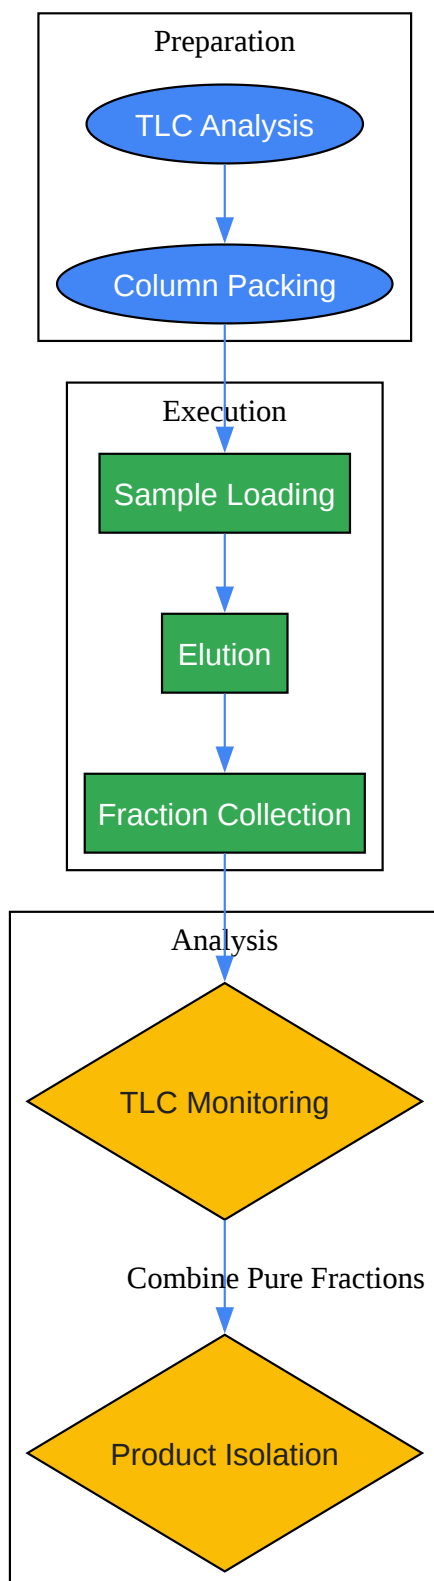 Preparation
TLC Analysis
Column Packing
Execution
Sample Loading
Elution
Fraction Collection
Analysis
TLC Monitoring
Combine Pure Fractions
Product Isolation